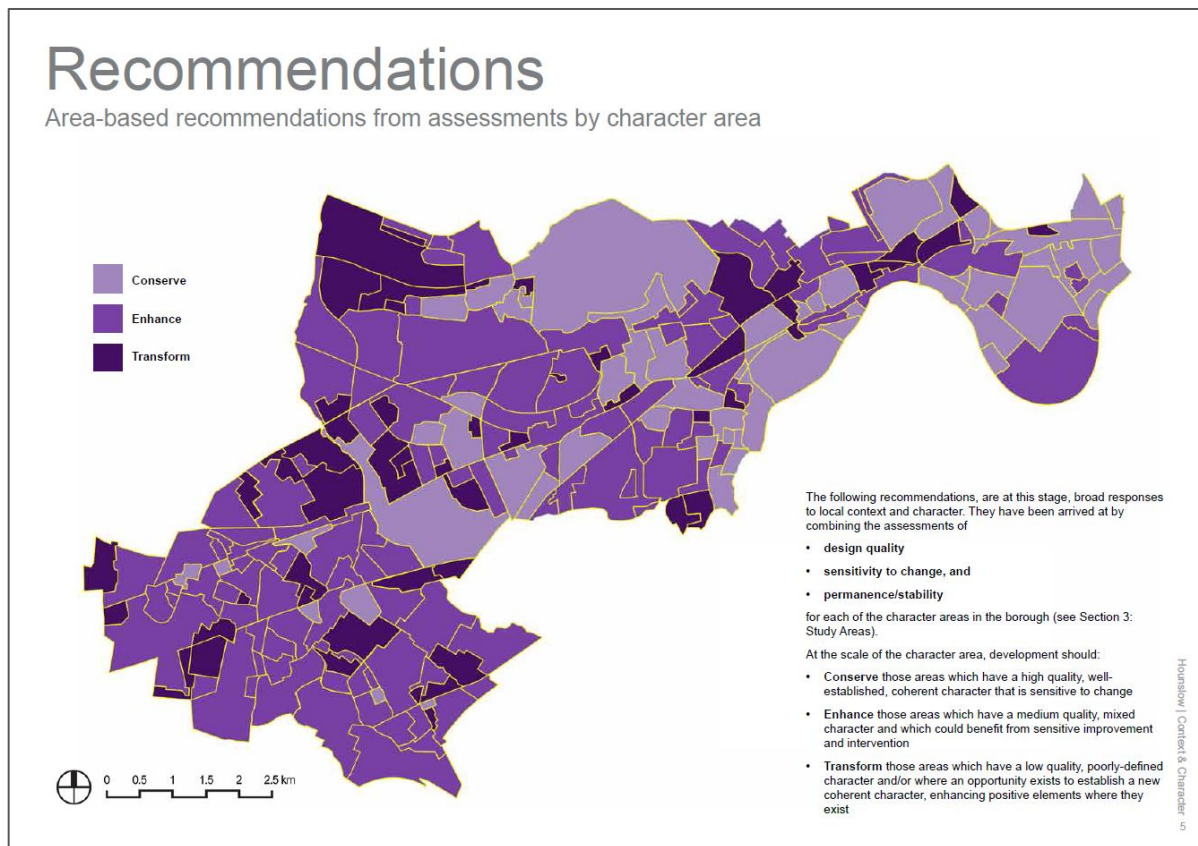 Recommendations
Area-based recommendations from assessments by character area
Conserve
Enhance
Transform
0 0.5 1 1.5 2 2.5 km
The following recommendations, are at this stage, broad responses
to local context and character. They have been arrived at by
combining the assessments of
• design quality
• sensitivity to change, and
• permanence/stability
for each of the character areas in the borough (see Section 3:
Study Areas).
At the scale of the character area, development should:
• Conserve those areas which have a high quality, well-
established, coherent character that is sensitive to change
• Enhance those areas which have a medium quality, mixed
character and which could benefit from sensitive improvement
and intervention
• Transform those areas which have a low quality, poorly-defined
character and/or where an opportunity exists to establish a new
coherent character, enhancing positive elements where they
exist
Hounslow | Context & Character 5